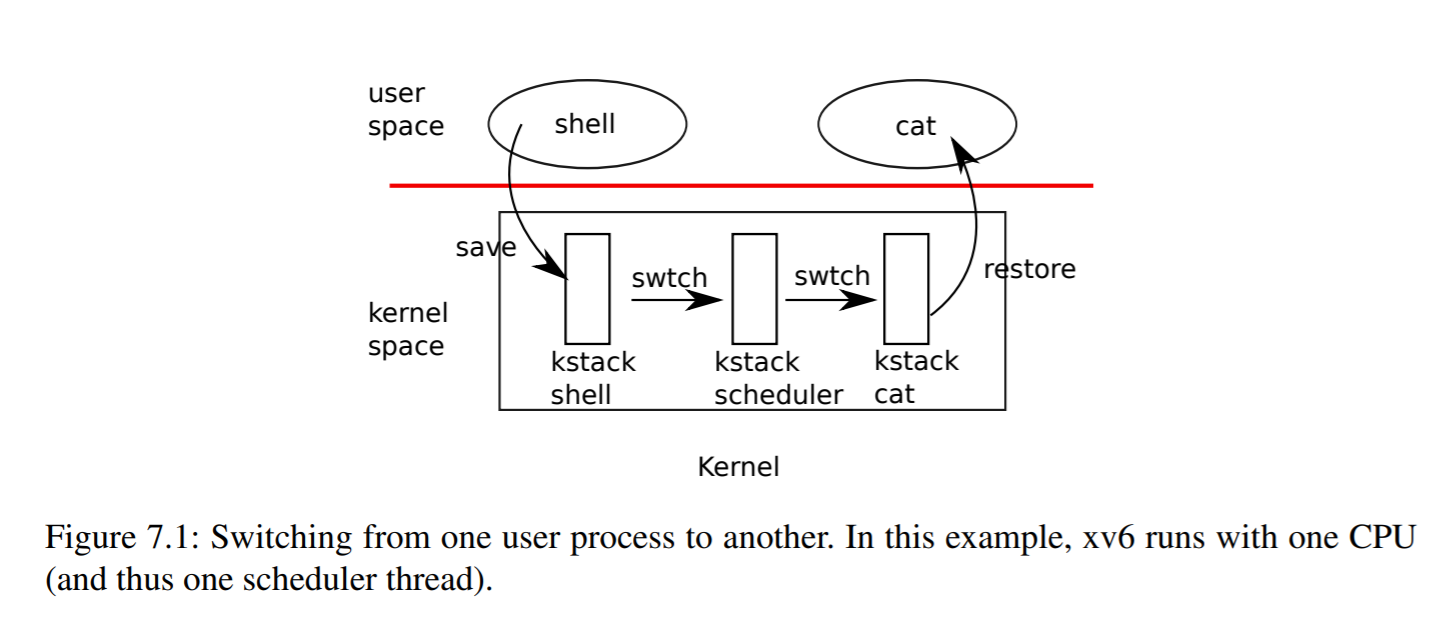 user
space
shell
cat
save
swtch
swtch
restore
kernel
space
kstack
shell
kstack
scheduler
kstack
cat
Kernel
Figure 7.1: Switching from one user process to another. In this example, xv6 runs with one CPU
(and thus one scheduler thread).